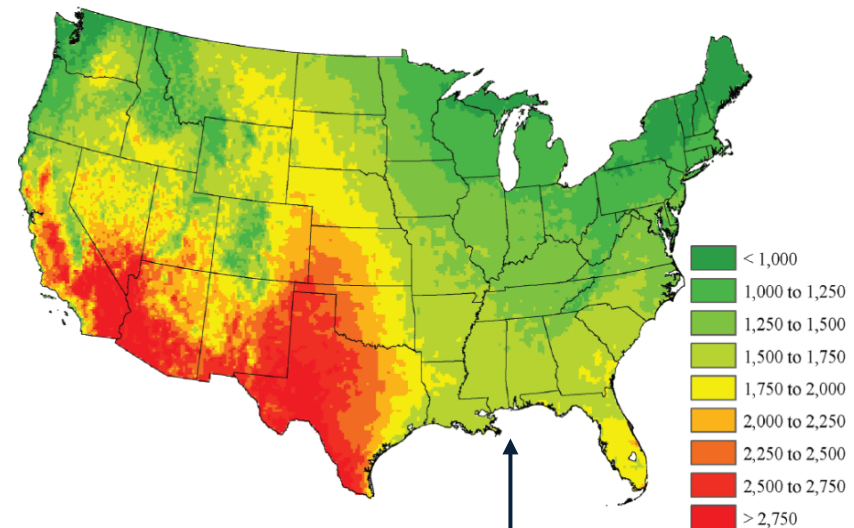 < 1,000
1,000 to 1,250
1,250 to 1,500
1,500 to 1,750
1,750 to 2,000
2,000 to 2,250
2,250 to 2,500
2,500 to 2,750
> 2,750